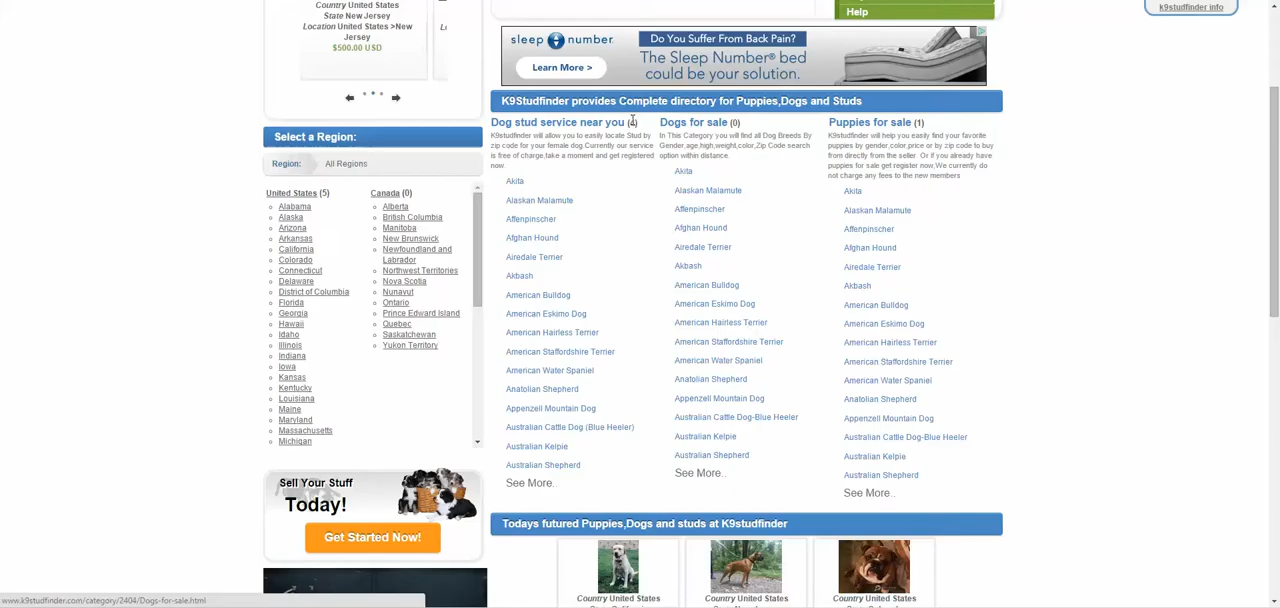 Country United States
State New Jersey
Location United States >New
Jersey
$500.00 USD
Help
k9studfinder info
sleep number
Learn More >
Do You Suffer From Back Pain?
The Sleep Number® bed
could be your solution.
K9Studfinder provides Complete directory for Puppies,Dogs and Studs
Select a Region:
Region:
All Regions
United States (5)
Alabama
Alaska
Arizona
Arkansas
California
Colorado
Connecticut
Delaware
District of Columbia
Florida
Georgia
Hawaii
Idaho
Illinois
Indiana
Iowa
Kansas
Kentucky
Louisiana
Maine
Maryland
Massachusetts
Michigan
Canada (0)
Alberta
British Columbia
Manitoba
New Brunswick
Newfoundland and
Labrador
Northwest Territories
Nova Scotia
Nunavut
Ontario
Prince Edward Island
Quebec
Saskatchewan
Yukon Territory
Dog stud service near you
K9studfinder will allow you to easily locate Stud by
zip code for your female dog.Currently our service
is free of charge,take a moment and get registered
now.
Akita
Alaskan Malamute
Affenpinscher
Afghan Hound
Airedale Terrier
Akbash
American Bulldog
American Eskimo Dog
American Hairless Terrier
American Staffordshire Terrier
American Water Spaniel
Anatolian Shepherd
Appenzell Mountain Dog
Australian Cattle Dog (Blue Heeler)
Australian Kelpie
Australian Shepherd
See More..
Dogs for sale (0)
In This Category you will find all Dog Breeds By
Gender,age,high,weight,color,Zip Code search
option within distance.
Akita
Alaskan Malamute
Affenpinscher
Afghan Hound
Airedale Terrier
Akbash
American Bulldog
American Eskimo Dog
American Hairless Terrier
American Staffordshire Terrier
American Water Spaniel
Anatolian Shepherd
Appenzell Mountain Dog
Australian Cattle Dog-Blue Heeler
Australian Kelpie
Australian Shepherd
See More..
Puppies for sale (1)
K9studfinder will help you easily find your favorite
puppies by gender,color,price or by zip code to buy
from directly from the seller. Or if you already have
puppies for sale get register now,We currently do
not charge any fees to the new members
Akita
Alaskan Malamute
Affenpinscher
Afghan Hound
Airedale Terrier
Akbash
American Bulldog
American Eskimo Dog
American Hairless Terrier
American Staffordshire Terrier
American Water Spaniel
Anatolian Shepherd
Appenzell Mountain Dog
Australian Cattle Dog-Blue Heeler
Australian Kelpie
Australian Shepherd
See More..
Sell Your Stuff
Today!
Get Started Now!
Todays futured Puppies,Dogs and studs at K9studfinder
Country United States
Country United States
Country United States
www.k9studfinder.com/category/2404/Dogs-for-sale.html